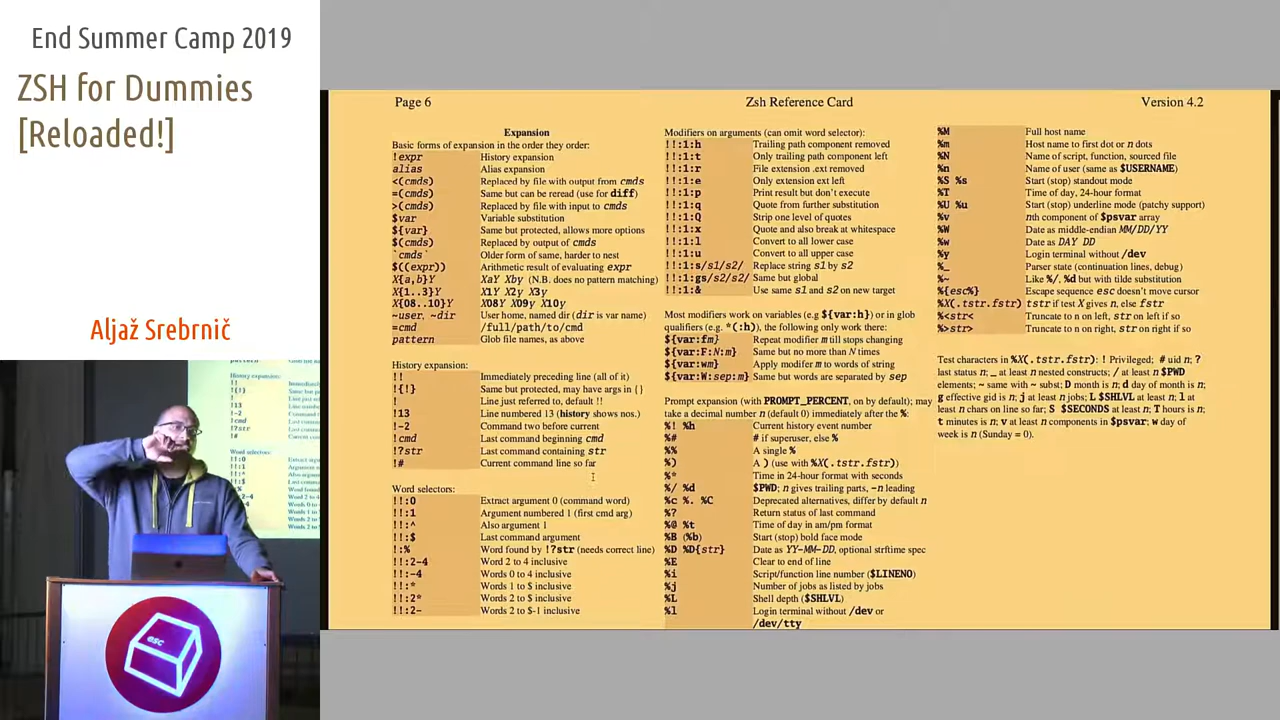 End Summer Camp 2019
ZSH for Dummies
[Reloaded!]
Aljaž Srebrnič
esc
Page 6
Zsh Reference Card
Version 4.2
Expansion
Basic forms of expansion in the order they order:
!expr History expansion
alias Alias expansion
<(cmds) Replaced by file with output from cmds
=(cmds) Same but can be reread (use for diff)
>(cmds) Replaced by file with input to cmds
$var Variable substitution
${var} Same but protected, allows more options
$(cmds) Replaced by output of cmds
`cmds` Older form of same, harder to nest
$((expr)) Arithmetic result of evaluating expr
X{a,b}Y XaY XbY (N.B. does no pattern matching)
X{1..3}Y X1Y X2Y X3y
X{08..10}Y X08Y X09y X10y
~user, ~dir User home, named dir (dir is var name)
=cmd /full/path/to/cmd
pattern Glob file names, as above
History expansion:
!! Immediately preceding line (all of it)
!{!} Same but protected, may have args in {}
! Line just referred to, default !!
!13 Line numbered 13 (history shows nos.)
!-2 Command two before current
!cmd Last command beginning cmd
!?str Last command containing str
!# Current command line so far
Word selectors:
!!:0 Extract argument 0 (command word)
!!:1 Argument numbered 1 (first cmd arg)
!!:^ Also argument 1
!!:$ Last command argument
!:% Word found by !?str (needs correct line)
!!:2-4 Word 2 to 4 inclusive
!!:-4 Words 0 to 4 inclusive
!!:* Words 1 to $ inclusive
!!:2* Words 2 to $ inclusive
!!:2- Words 2 to $-1 inclusive
Modifiers on arguments (can omit word selector):
!!:1:h Trailing path component removed
!!:1:t Only trailing path component left
!!:1:r File extension .ext removed
!!:1:e Only extension ext left
!!:1:p Print result but don't execute
!!:1:q Quote from further substitution
!!:1:Q Strip one level of quotes
!!:1:x Quote and also break at whitespace
!!:1:l Convert to all lower case
!!:1:u Convert to all upper case
!!:1:s/s1/s2/ Replace string s1 by s2
!!:1:gs/s2/s2/ Same but global
!!:1:& Use same s1 and s2 on new target
Most modifiers work on variables (e.g ${var:h}) or in glob
qualifiers (e.g. *(:h), the following only work there:
${var:fm} Repeat modifier m till stops changing
${var:F:N:m} Same but no more than N times
${var:wm} Apply modifer m to words of string
${var:W:sep:m} Same but words are separated by sep
Prompt expansion (with PROMPT_PERCENT, on by default); may
take a decimal number n (default 0) immediately after the %:
%! %h Current history event number
%# # if superuser, else %
%% A single %
%) A ) (use with %X(.tstr.fstr)
%* Time in 24-hour format with seconds
%/ %d $PWD; n gives trailing parts, −n leading
%c %. %C Deprecated alternatives, differ by default n
%? Return status of last command
%@ %t Time of day in am/pm format
%B (%b) Start (stop) bold face mode
%D %D{str} Date as YY-MM-DD, optional strftime spec
%E Clear to end of line
%i Script/function line number ($LINENO)
%j Number of jobs as listed by jobs
%L Shell depth ($SHLVL)
%l Login terminal without /dev or
/dev/tty
%M Full host name
%m Host name to first dot or n dots
%N Name of script, function, sourced file
%n Name of user (same as $USERNAME)
%S %s Start (stop) standout mode
%T Time of day, 24-hour format
%U %u Start (stop) underline mode (patchy support)
%v nth component of $psvar array
%W Date as middle-endian MM/DD/YY
%w Date as DAY DD
%y Login terminal without /dev
%_ Parser state (continuation lines, debug)
%~ Like %/, %d but with tilde substitution
%{esc%} Escape sequence esc doesn't move cursor
%X(.tstr.fstr) tstr if test X gives n, else fstr
%<str< Truncate to n on left, str on left if so
%>str> Truncate to n on right, str on right if so
Test characters in %X(.tstr.fstr): ! Privileged; # uid n; ?
last status n; _ at least n nested constructs; / at least n $PWD
elements; ~ same with ~ subst; D month is n; d day of month is n;
g effective gid is n; j at least n jobs; L $SHLVL at least n; l at
least n chars on line so far; S $SECONDS at least n; T hours is n;
t minutes is n; v at least n components in $psvar; w day of
week is n (Sunday = 0).